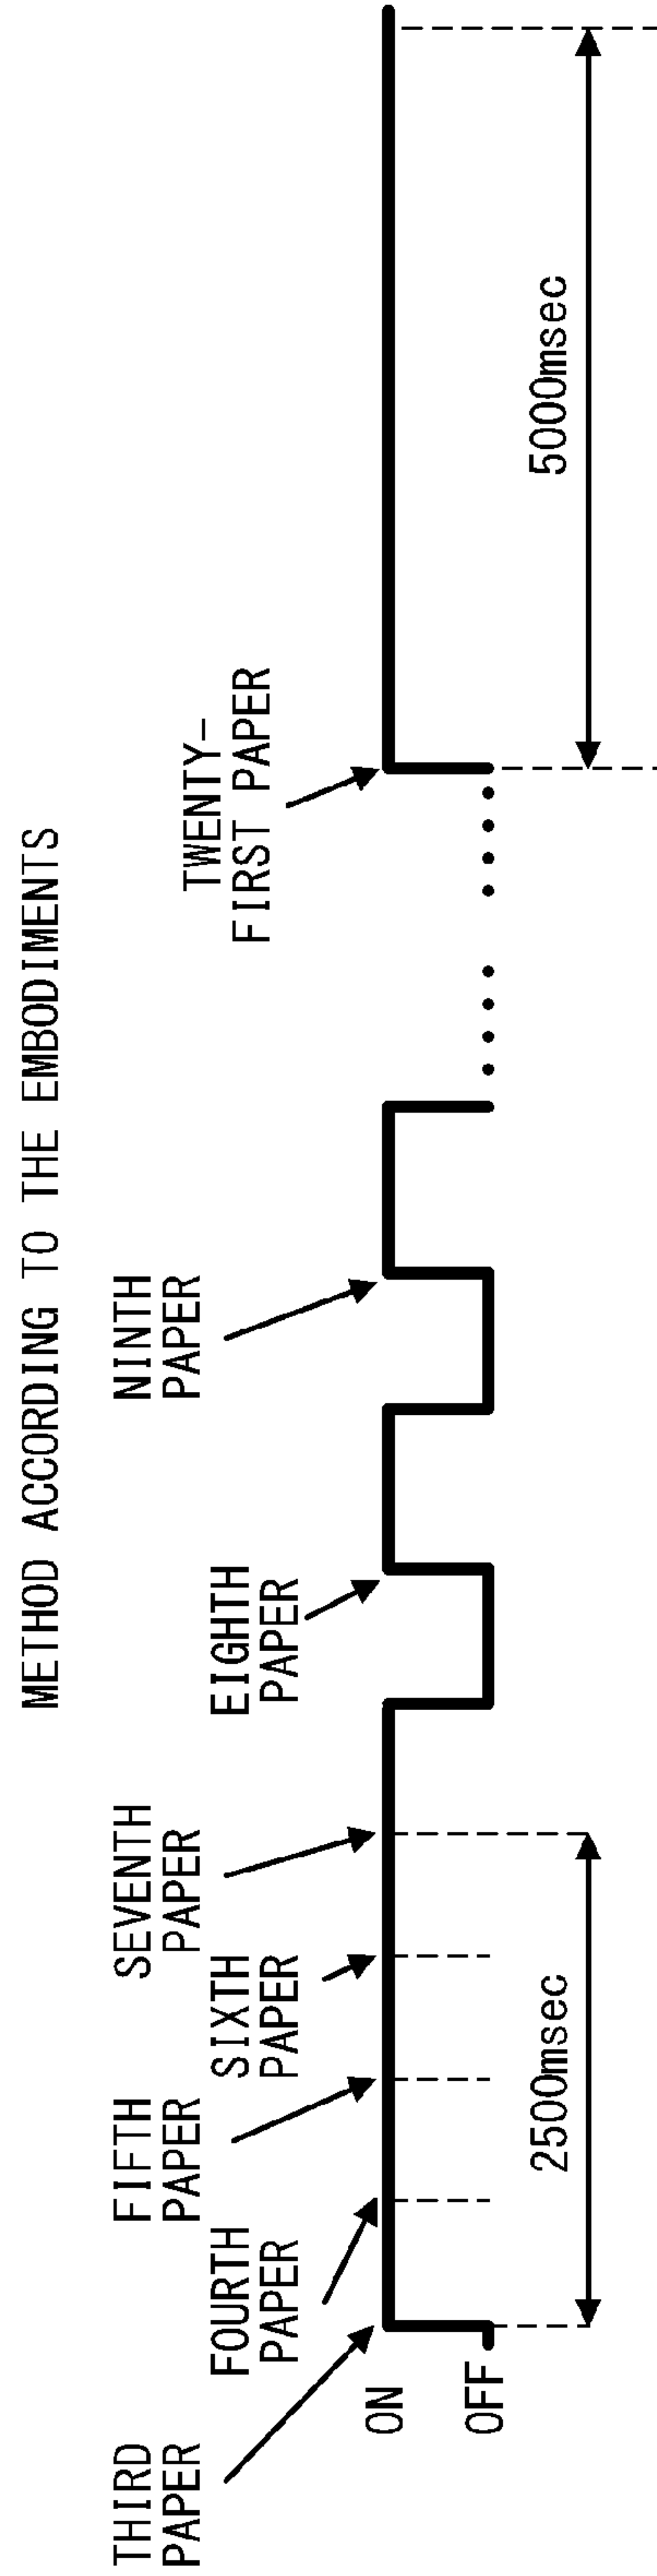 METHOD ACCORDING TO THE EMBODIMENTS
THIRD
PAPER
FOURTH
PAPER
FIFTH
PAPER
SIXTH
PAPER
SEVENTH
PAPER
EIGHTH
PAPER
NINTH
PAPER
TWENTY-
FIRST PAPER
ON
OFF
2500msec
5000msec